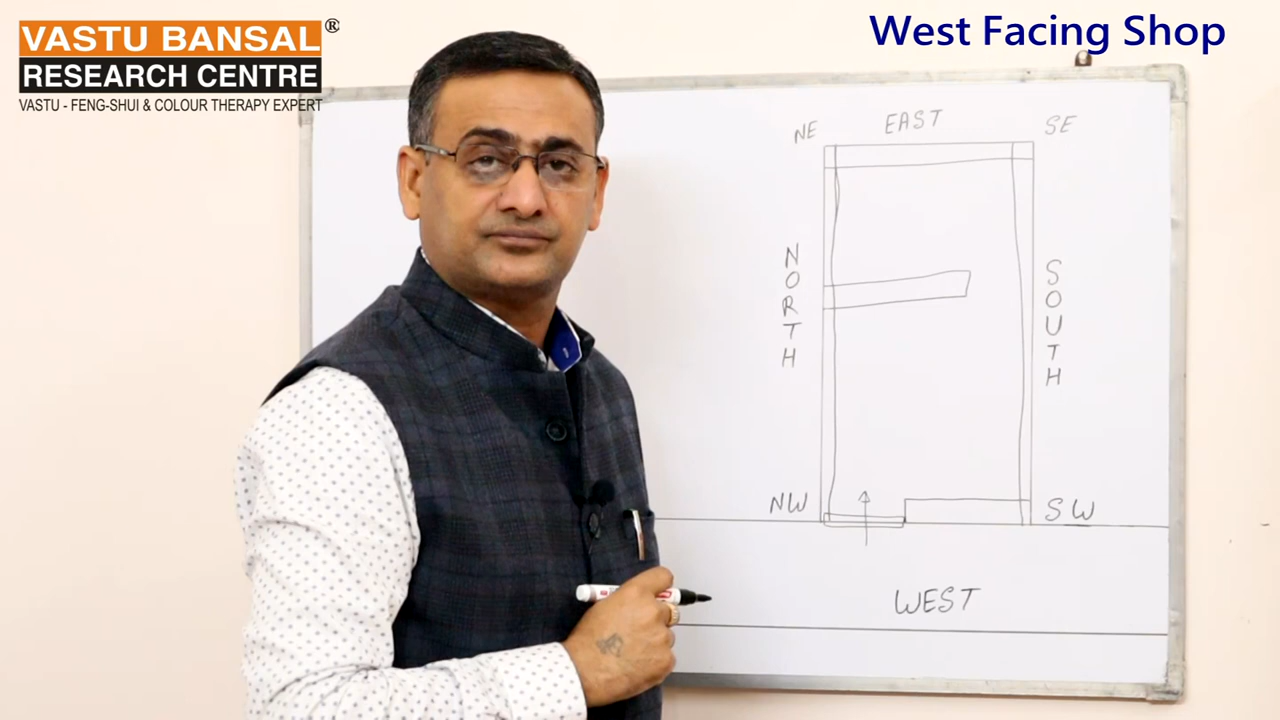 VASTU BANSAL®
RESEARCH CENTRE
VASTU - FENG-SHUI & COLOUR THERAPY EXPERT
West Facing Shop
NE EAST SE
NORTH
SOUTH
NW SW
WEST